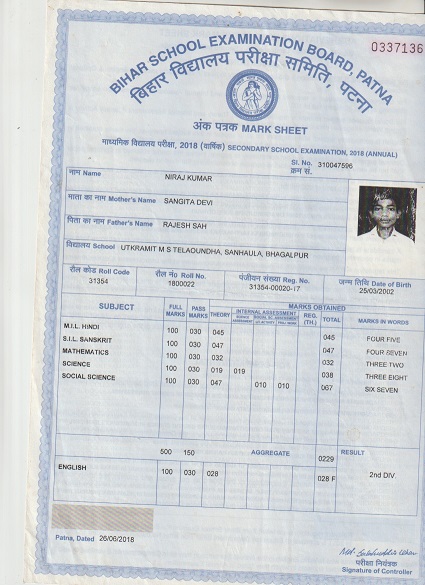 0337136
BIHAR SCHOOL EXAMINATION BOARD, PATNA
बिहार विद्यालय परीक्षा समिति, पटना
अंक पत्रक MARK SHEET
माध्यमिक विद्यालय परीक्षा, 2018 (वार्षिक) SECONDARY SCHOOL EXAMINATION, 2018 (ANNUAL)
Sl. No. 310047596
क्रम सं.
नाम Name NIRAJ KUMAR
माता का नाम Mother's Name SANGITA DEVI
पिता का नाम Father's Name RAJESH SAH
विद्यालय School UTKRAMIT M S TELAOUNDHA, SANHAULA, BHAGALPUR
रौल कोड Roll Code रौल नं० Roll No. पंजीयन संख्या Reg. No. जन्म तिथि Date of Birth
31354 1800022 31354-00020-17 25/03/2002
SUBJECT FULL MARKS PASS MARKS THEORY MARKS OBTAINED INTERNAL ASSESSMENT REG. (TH.) TOTAL MARKS IN WORDS
M.I.L. HINDI 100 030 045 045 FOUR FIVE
S.I.L. SANSKRIT 100 030 047 047 FOUR SEVEN
MATHEMATICS 100 030 032 032 THREE TWO
SCIENCE 100 030 019 019 038 THREE EIGHT
SOCIAL SCIENCE 100 030 047 010 010 067 SIX SEVEN
500 150 AGGREGATE 0229 RESULT
ENGLISH 100 030 028 028 F 2nd DIV.
Patna, Dated 26/06/2018
परीक्षा नियंत्रक
Signature of Controller